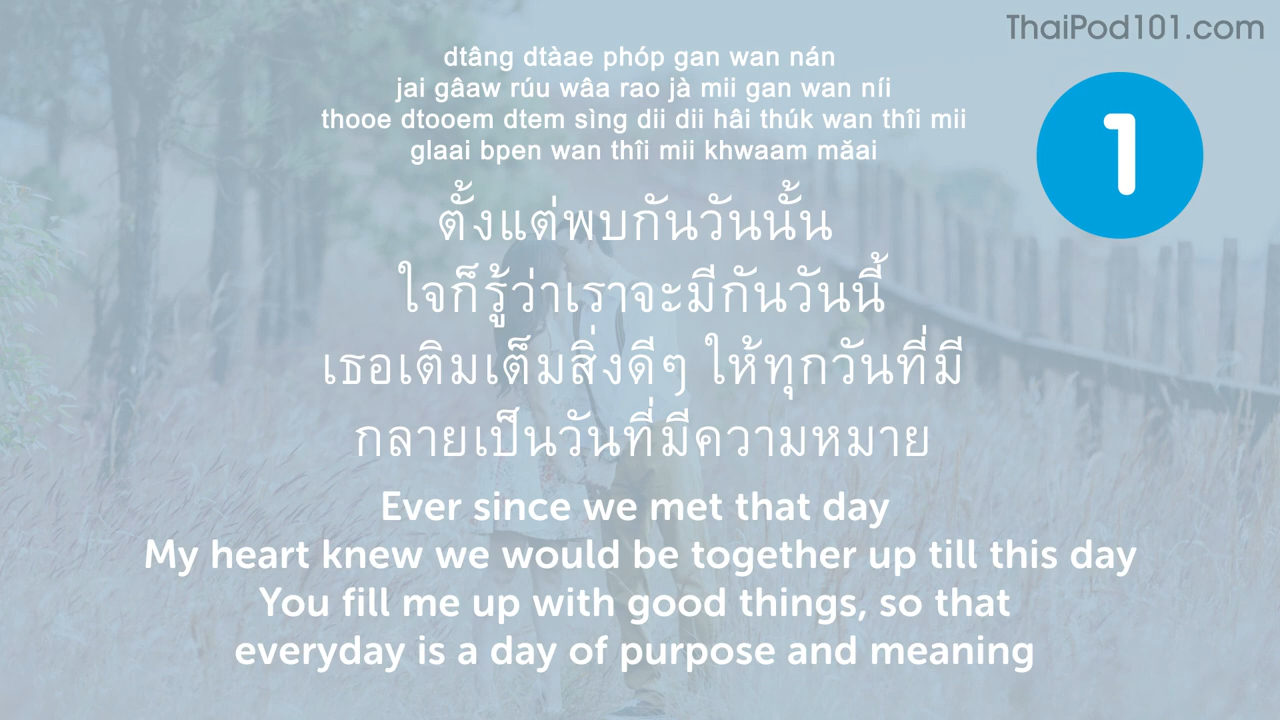 ThaiPod101.com
1
dtâng dtàae phóp gan wan nán
jai gâaw rúu wâa rao jà mii gan wan níi
thooe dtooem dtem sìng dii dii hâi thúk wan thîi mii
glaai bpen wan thîi mii khwaam măai
ตั้งแต่พบกันวันนั้น
ใจก็รู้ว่าเราจะมีกันวันนี้
เธอเติมเต็มสิ่งดีๆ ให้ทุกวันที่มี
กลายเป็นวันที่มีความหมาย
Ever since we met that day
My heart knew we would be together up till this day
You fill me up with good things, so that
everyday is a day of purpose and meaning